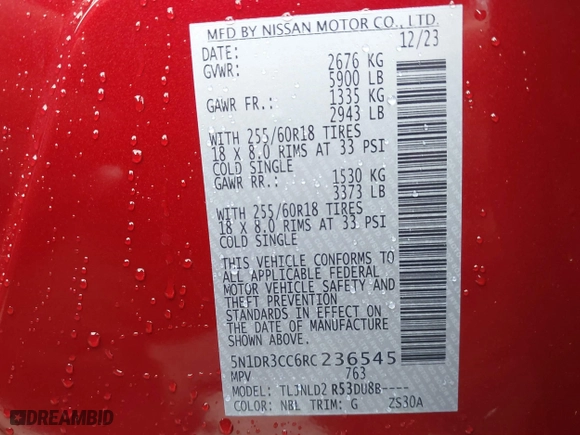 MFD BY NISSAN MOTOR CO., LTD.
DATE: 12/23
GVWR: 2676 KG
5900 LB
GAWR FR.: 1335 KG
2943 LB
WITH 255/60R18 TIRES
18 X 8.0 RIMS AT 33 PSI
COLD SINGLE
GAWR RR.: 1530 KG
3373 LB
WITH 255/60R18 TIRES
18 X 8.0 RIMS AT 33 PSI
COLD SINGLE
THIS VEHICLE CONFORMS TO
ALL APPLICABLE FEDERAL
MOTOR VEHICLE SAFETY AND
THEFT PREVENTION
STANDARDS IN EFFECT ON
THE DATE OF MANUFACTURE
SHOWN ABOVE.
5N1DR3CC6RC236545
MPV 763
MODEL: TL3NLD2 R53DU8B----
COLOR: NBL TRIM: G ZS30A
DREAMBID